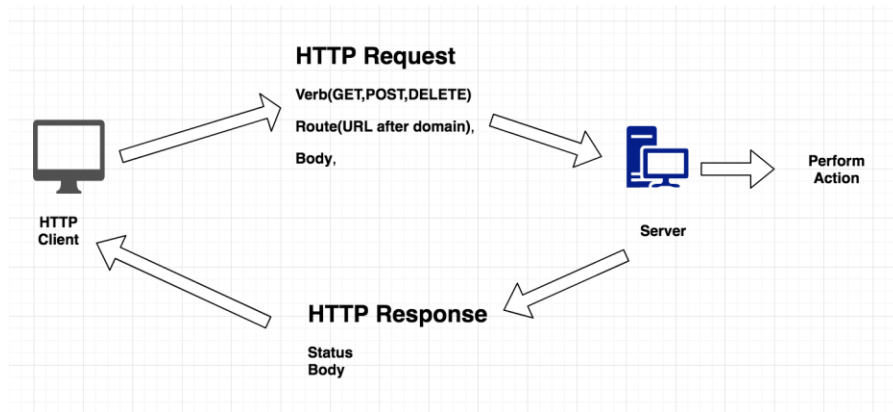 HTTP Request
Verb(GET,POST,DELETE)
Route(URL after domain),
Body,
HTTP
Client
Server
Perform
Action
HTTP Response
Status
Body